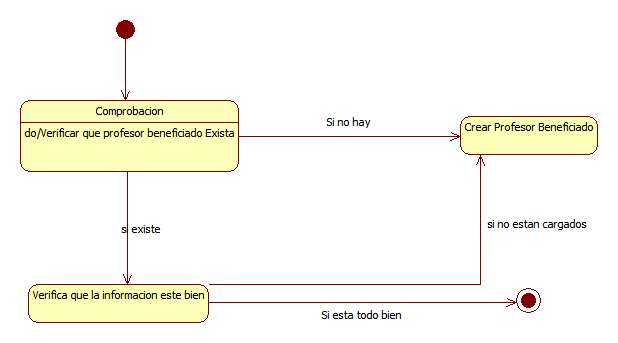 Comprobacion
do/Verificar que profesor beneficiado Exista
Si no hay
Crear Profesor Beneficiado
si existe
si no estan cargados
Verifica que la informacion este bien
Si esta todo bien